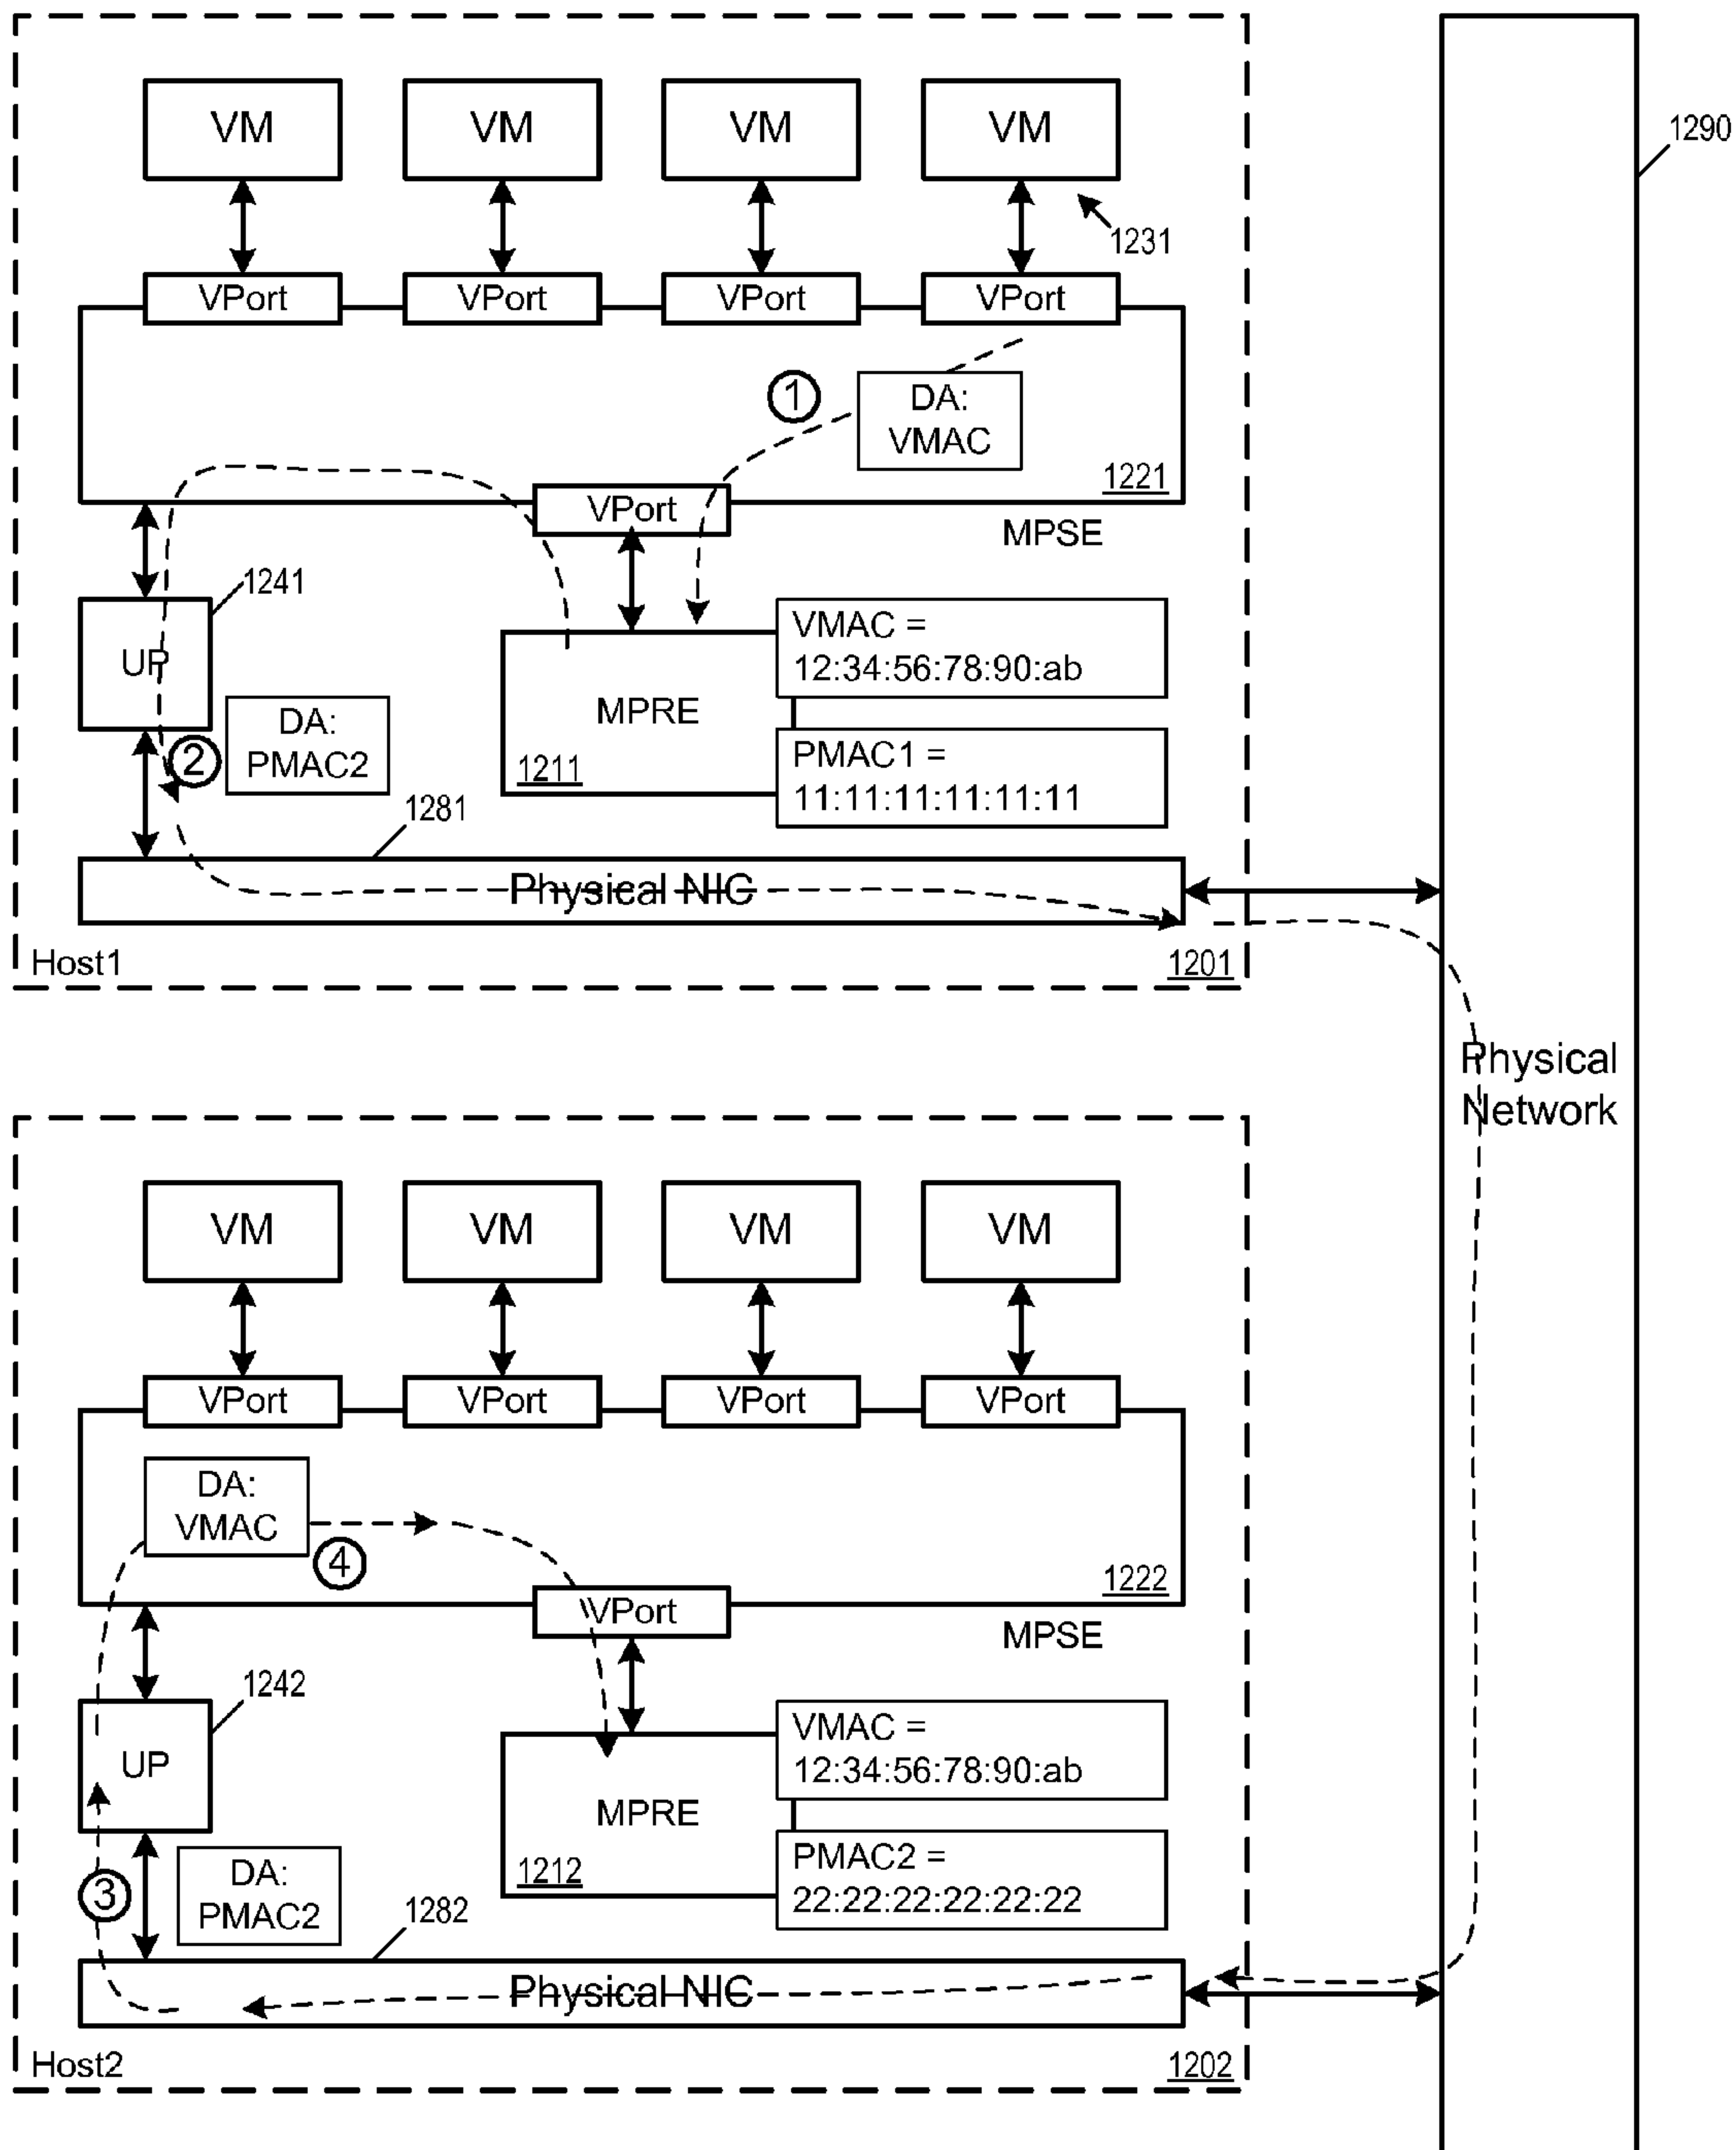 VM
VM
VM
VM
1290
1231
VPort
VPort
VPort
VPort
1
DA:
VMAC
1221
VPort
MPSE
1241
UP
VMAC =
12:34:56:78:90:ab
MPRE
DA:
PMAC2
2
1211
PMAC1 =
11:11:11:11:11:11
1281
Physical NIC
Host1
1201
Physical
Network
VM
VM
VM
VM
VPort
VPort
VPort
VPort
DA:
VMAC
4
1222
VPort
MPSE
1242
UP
VMAC =
12:34:56:78:90:ab
MPRE
3
DA:
PMAC2
1212
PMAC2 =
22:22:22:22:22:22
1282
Physical NIC
Host2
1202